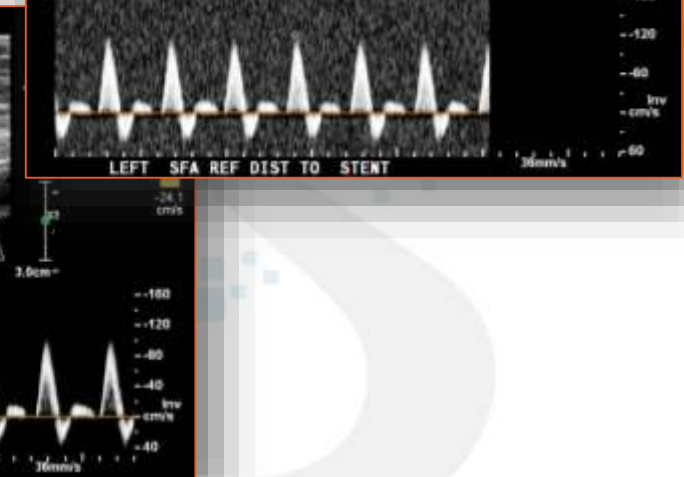 -120
-60
Inv
cm/s
60
36mm/s
LEFT SFA REF DIST TO STENT
-24.1
cm/s
3.0cm
-160
-120
-80
-40
Inv
cm/s
40
36mm/s